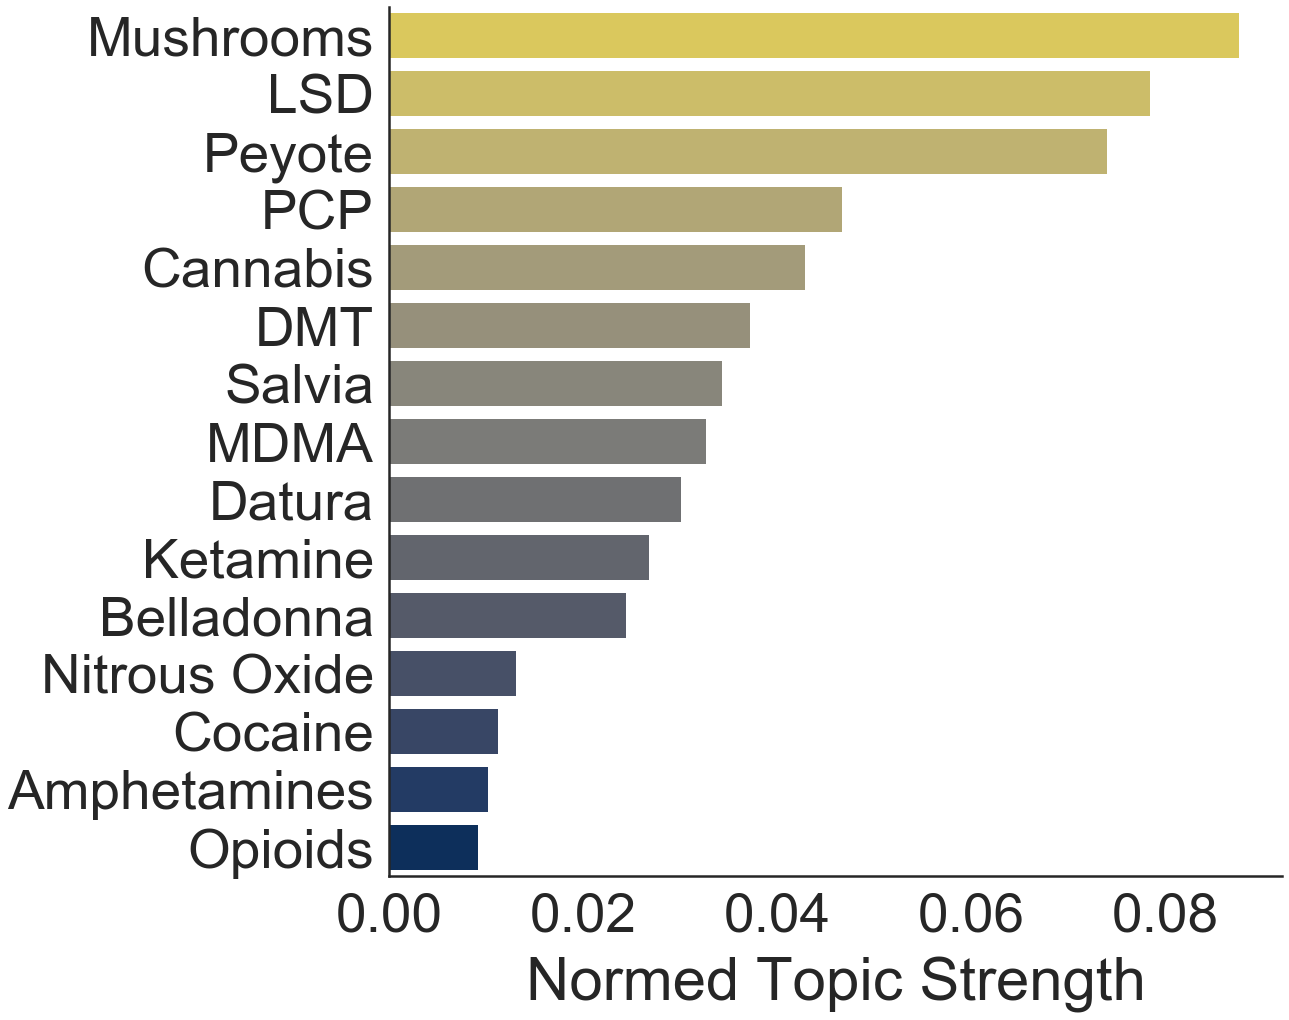 Mushrooms
LSD
Peyote
PCP
Cannabis
DMT
Salvia
MDMA
Datura
Ketamine
Belladonna
Nitrous Oxide
Cocaine
Amphetamines
Opioids
0.00 0.02 0.04 0.06 0.08
Normed Topic Strength